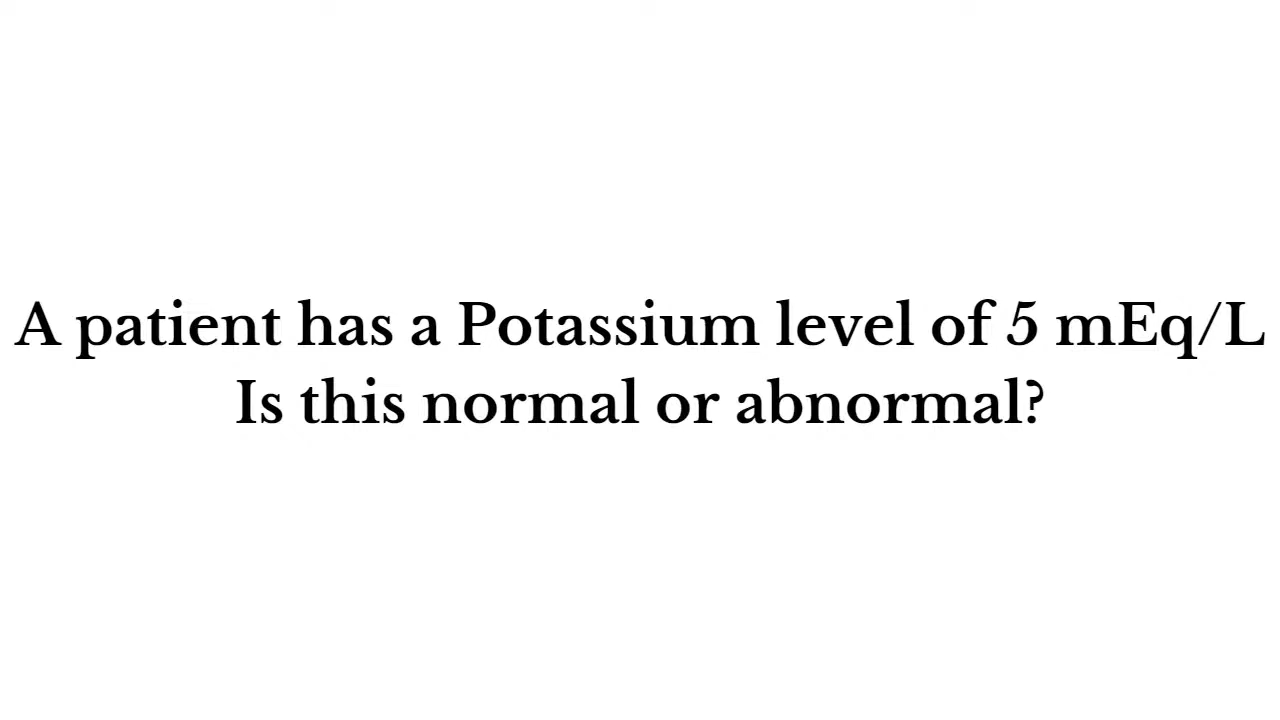 A patient has a Potassium level of 5 mEq/L
Is this normal or abnormal?